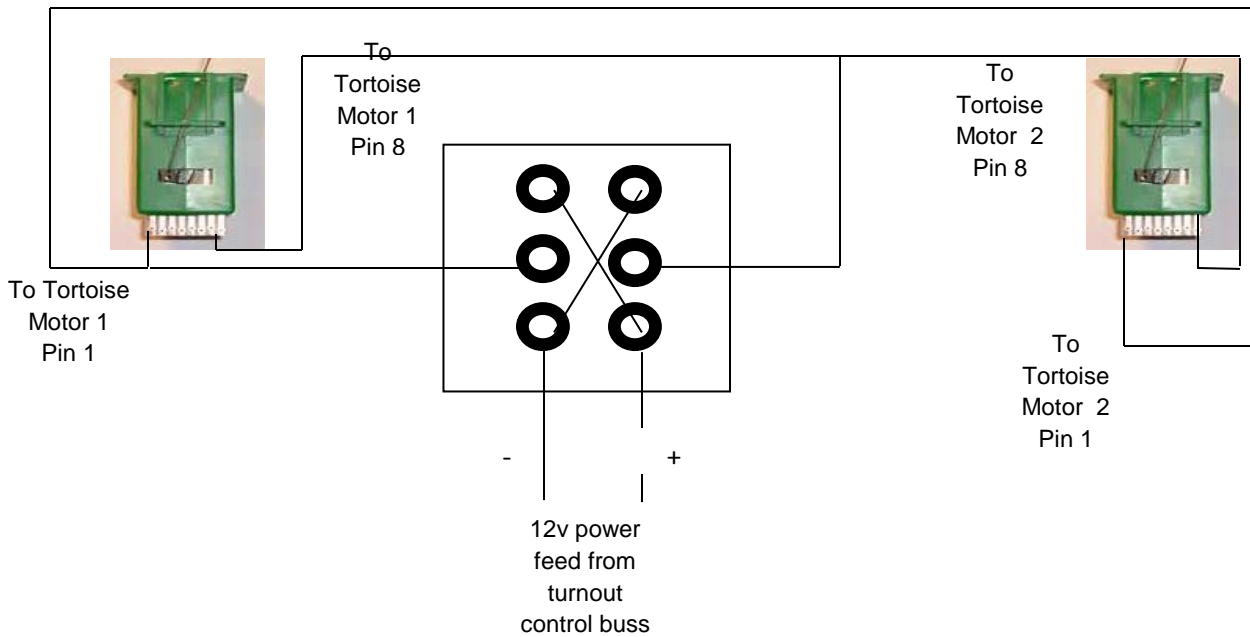 To
Tortoise
Motor 1
Pin 8
To
Tortoise
Motor 2
Pin 8
To Tortoise
Motor 1
Pin 1
To
Tortoise
Motor 2
Pin 1
- +
12v power
feed from
turnout
control buss